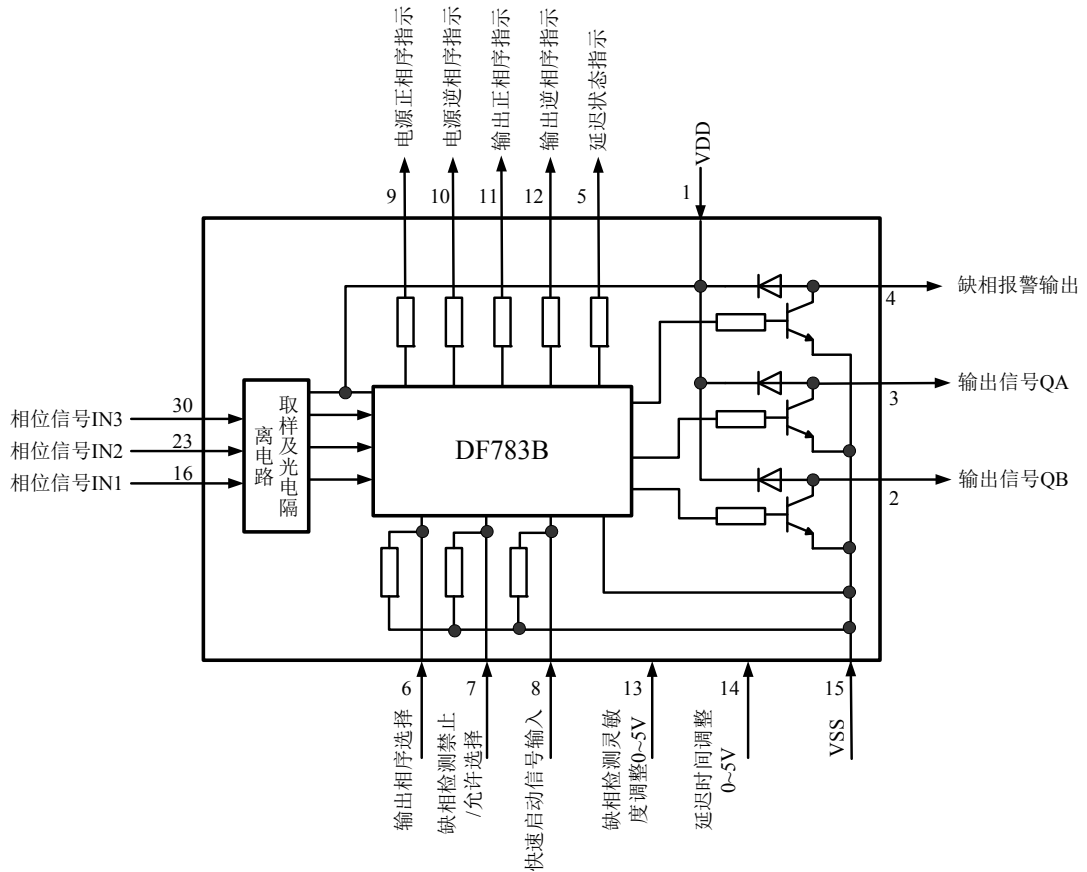 电源正相序指示
电源逆相序指示
输出正相序指示
输出逆相序指示
延迟状态指示
VDD
9
10
11
12
5
1
4
缺相报警输出
3
输出信号QA
2
输出信号QB
相位信号IN3
30
相位信号IN2
23
相位信号IN1
16
取样及光电隔
离电路
DF783B
6
7
8
13
14
15
输出相序选择
缺相检测禁止
/允许选择
快速启动信号输入
缺相检测灵敏
度调整0~5V
延迟时间调整
0~5V
VSS